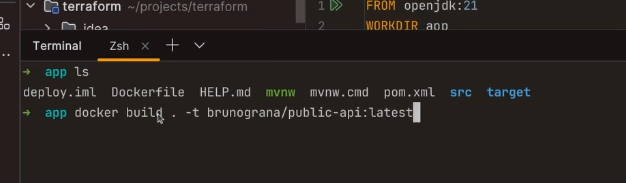 terraform ~/projects/terraform
idea
1 FROM openjdk:21
2 WORKDIR app
Terminal Zsh
→ app ls
deploy.iml Dockerfile HELP.md mvnw mvnw.cmd pom.xml src target
→ app docker build . -t brunograna/public-api:latest